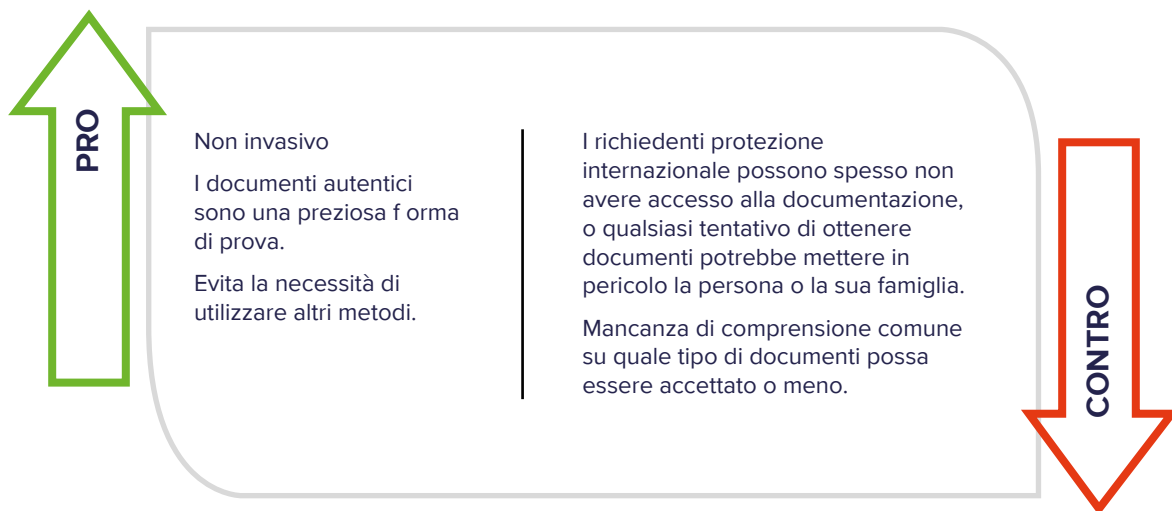 PRO
Non invasivo
I documenti autentici
sono una preziosa f orma
di prova.
Evita la necessità di
utilizzare altri metodi.
I richiedenti protezione
internazionale possono spesso non
avere accesso alla documentazione,
o qualsiasi tentativo di ottenere
documenti potrebbe mettere in
pericolo la persona o la sua famiglia.
Mancanza di comprensione comune
su quale tipo di documenti possa
essere accettato o meno.
CONTRO